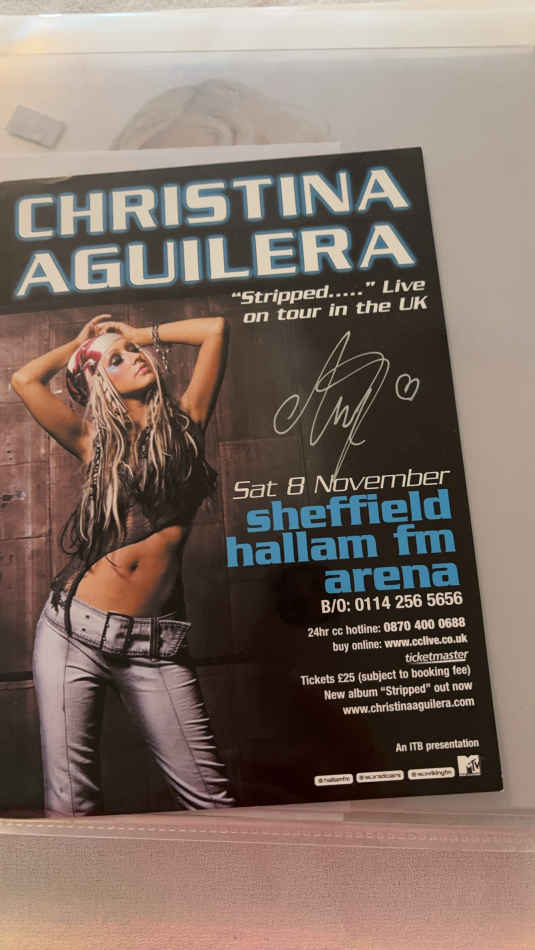 CHRISTINA
AGUILERA
“Stripped.....” Live
on tour in the UK
Sat 8 November
sheffield
hallam fm
arena
B/O: 0114 256 5656
24hr cc hotline: 0870 400 0688
buy online: www.cclive.co.uk
ticketmaster
Tickets £25 (subject to booking fee)
New album “Stripped” out now
www.christinaaguilera.com
An ITB presentation
hallamfm
MTV